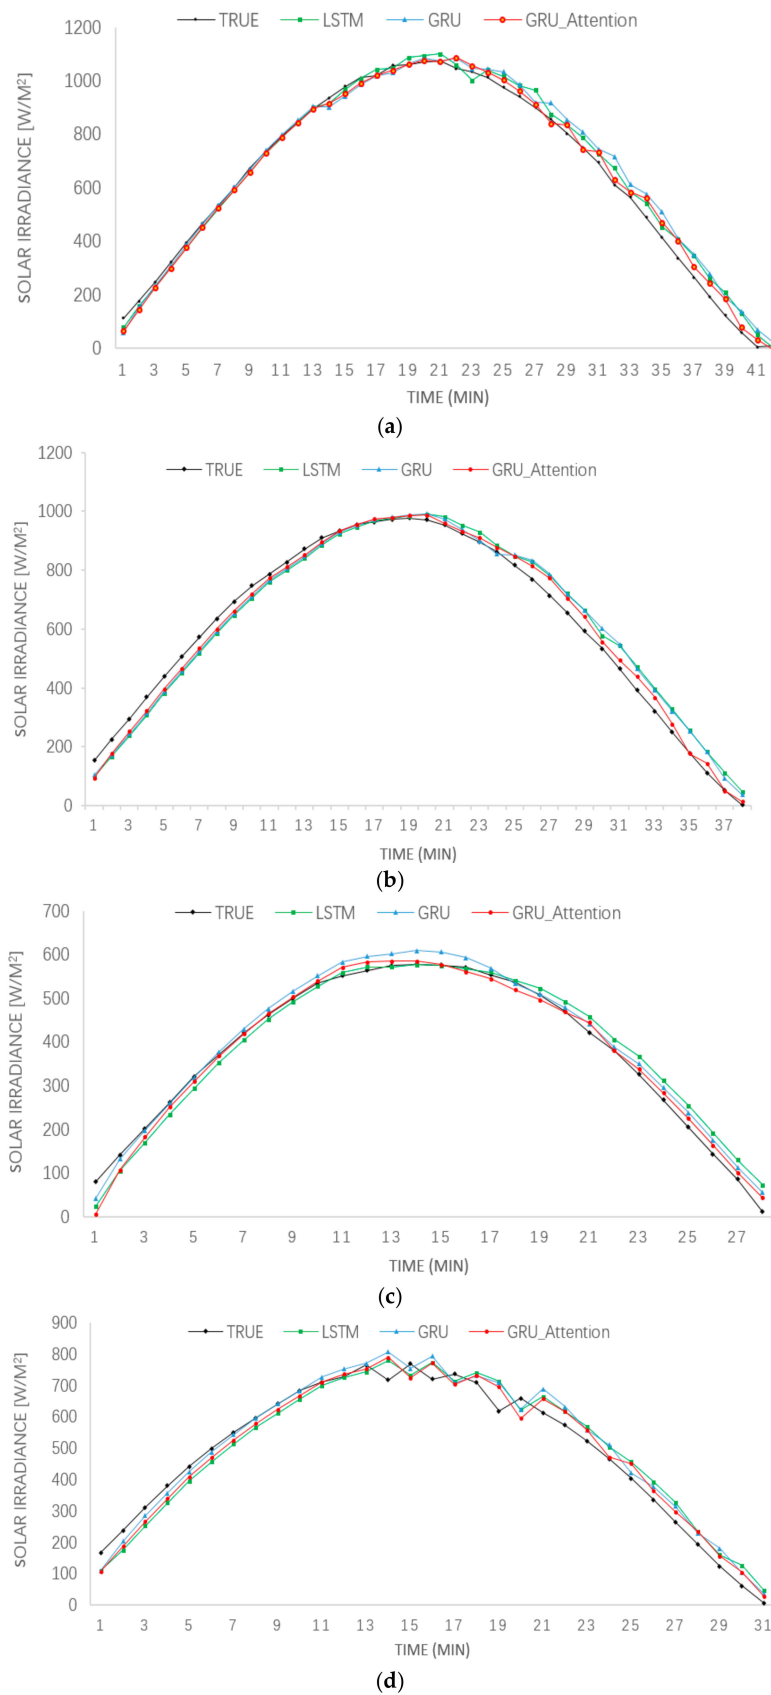 TRUE LSTM GRU GRU_Attention
1200
1000
800
600
400
200
0
SOLAR IRRADIANCE [W/M²]
1 3 5 7 9 11 13 15 17 19 21 23 25 27 29 31 33 35 37 39 41
TIME (MIN)
(a)
1200
TRUE LSTM GRU GRU_Attention
1000
800
600
400
200
0
SOLAR IRRADIANCE [W/M²]
1 3 5 7 9 11 13 15 17 19 21 23 25 27 29 31 33 35 37
TIME (MIN)
(b)
700
TRUE LSTM GRU GRU_Attention
600
500
400
300
200
100
0
SOLAR IRRADIANCE [W/M²]
1 3 5 7 9 11 13 15 17 19 21 23 25 27
TIME (MIN)
(c)
900
TRUE LSTM GRU GRU_Attention
800
700
600
500
400
300
200
100
0
SOLAR IRRADIANCE [W/M²]
1 3 5 7 9 11 13 15 17 19 21 23 25 27 29 31
TIME (MIN)
(d)